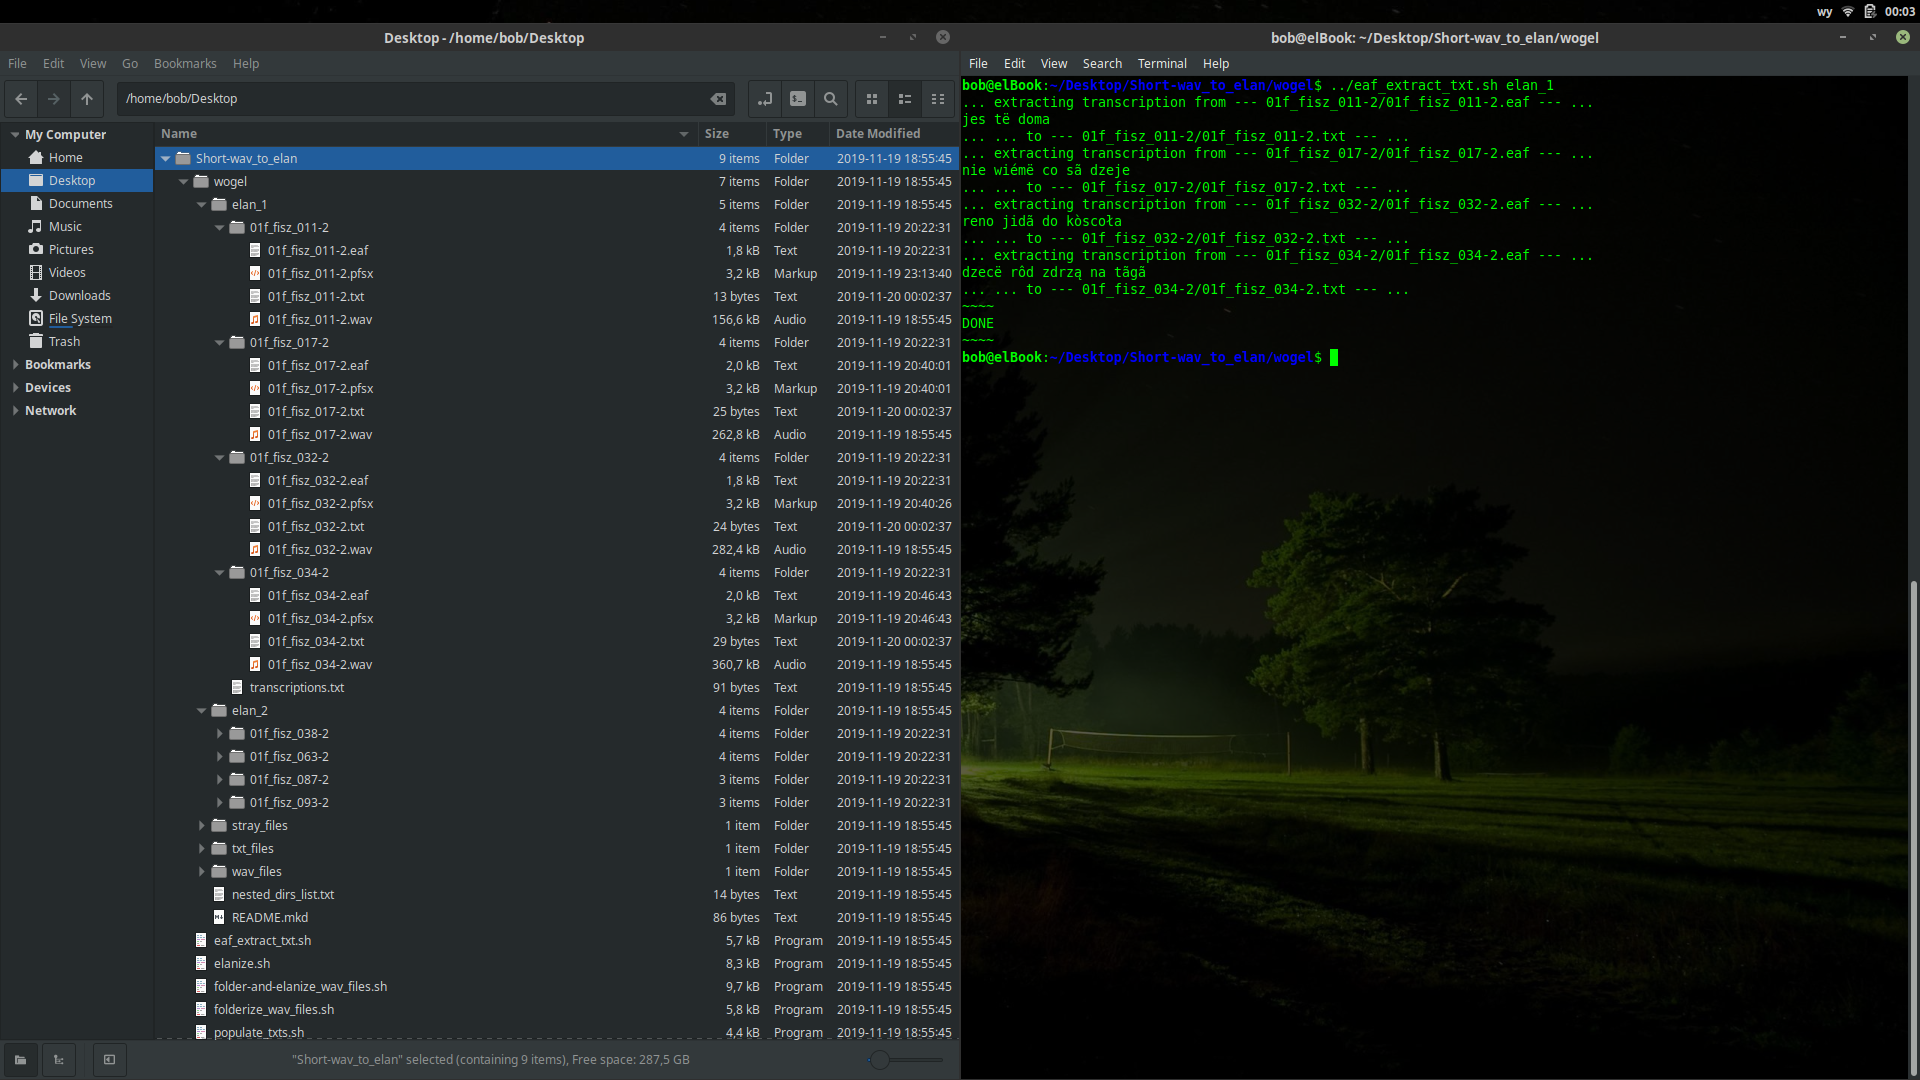 wy 00:03
Desktop - /home/bob/Desktop
File Edit View Go Bookmarks Help
/home/bob/Desktop
My Computer
Home
Desktop
Documents
Music
Pictures
Videos
Downloads
File System
Trash
Bookmarks
Devices
Network
Name Size Type Date Modified
Short-wav_to_elan 9 items Folder 2019-11-19 18:55:45
wogel 7 items Folder 2019-11-19 18:55:45
elan_1 5 items Folder 2019-11-19 18:55:45
01f_fisz_011-2 4 items Folder 2019-11-19 20:22:31
01f_fisz_011-2.eaf 1,8 kB Text 2019-11-19 20:22:31
01f_fisz_011-2.pfsx 3,2 kB Markup 2019-11-19 23:13:40
01f_fisz_011-2.txt 13 bytes Text 2019-11-20 00:02:37
01f_fisz_011-2.wav 156,6 kB Audio 2019-11-19 18:55:45
01f_fisz_017-2 4 items Folder 2019-11-19 20:22:31
01f_fisz_017-2.eaf 2,0 kB Text 2019-11-19 20:40:01
01f_fisz_017-2.pfsx 3,2 kB Markup 2019-11-19 20:40:01
01f_fisz_017-2.txt 25 bytes Text 2019-11-20 00:02:37
01f_fisz_017-2.wav 262,8 kB Audio 2019-11-19 18:55:45
01f_fisz_032-2 4 items Folder 2019-11-19 20:22:31
01f_fisz_032-2.eaf 1,8 kB Text 2019-11-19 20:22:31
01f_fisz_032-2.pfsx 3,2 kB Markup 2019-11-19 20:40:26
01f_fisz_032-2.txt 24 bytes Text 2019-11-20 00:02:37
01f_fisz_032-2.wav 282,4 kB Audio 2019-11-19 18:55:45
01f_fisz_034-2 4 items Folder 2019-11-19 20:22:31
01f_fisz_034-2.eaf 2,0 kB Text 2019-11-19 20:46:43
01f_fisz_034-2.pfsx 3,2 kB Markup 2019-11-19 20:46:43
01f_fisz_034-2.txt 29 bytes Text 2019-11-20 00:02:37
01f_fisz_034-2.wav 360,7 kB Audio 2019-11-19 18:55:45
transcriptions.txt 91 bytes Text 2019-11-19 18:55:45
elan_2 4 items Folder 2019-11-19 18:55:45
01f_fisz_038-2 4 items Folder 2019-11-19 20:22:31
01f_fisz_063-2 4 items Folder 2019-11-19 20:22:31
01f_fisz_087-2 3 items Folder 2019-11-19 20:22:31
01f_fisz_093-2 3 items Folder 2019-11-19 20:22:31
stray_files 1 item Folder 2019-11-19 18:55:45
txt_files 1 item Folder 2019-11-19 18:55:45
wav_files 1 item Folder 2019-11-19 18:55:45
nested_dirs_list.txt 14 bytes Text 2019-11-19 18:55:45
README.mkd 86 bytes Text 2019-11-19 18:55:45
eaf_extract_txt.sh 5,7 kB Program 2019-11-19 18:55:45
elanize.sh 8,3 kB Program 2019-11-19 18:55:45
folder-and-elanize_wav_files.sh 9,7 kB Program 2019-11-19 18:55:45
folderize_wav_files.sh 5,8 kB Program 2019-11-19 18:55:45
populate_txts.sh 4,4 kB Program 2019-11-19 18:55:45
"Short-wav_to_elan" selected (containing 9 items), Free space: 287,5 GB
bob@elBook: ~/Desktop/Short-wav_to_elan/wogel
File Edit View Search Terminal Help
bob@elBook:~/Desktop/Short-wav_to_elan/wogel$ ../eaf_extract_txt.sh elan_1
... extracting transcription from --- 01f_fisz_011-2/01f_fisz_011-2.eaf --- ...
jes të doma
... ... to --- 01f_fisz_011-2/01f_fisz_011-2.txt --- ...
... extracting transcription from --- 01f_fisz_017-2/01f_fisz_017-2.eaf --- ...
nie wiémë co sã dzeje
... ... to --- 01f_fisz_017-2/01f_fisz_017-2.txt --- ...
... extracting transcription from --- 01f_fisz_032-2/01f_fisz_032-2.eaf --- ...
reno jidã do kòscoła
... ... to --- 01f_fisz_032-2/01f_fisz_032-2.txt --- ...
... extracting transcription from --- 01f_fisz_034-2/01f_fisz_034-2.eaf --- ...
dzecë rôd zdrzą na tãgã
... ... to --- 01f_fisz_034-2/01f_fisz_034-2.txt --- ...
~~~~
DONE
~~~~
bob@elBook:~/Desktop/Short-wav_to_elan/wogel$